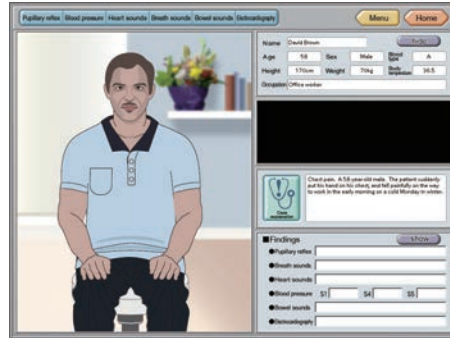 Pupillary reflex Blood pressure Heart sounds Breath sounds Bowel sounds Electrocardiography Menu Home
Name David Brown
Age 58 Sex Male Blood type A
Height 170cm Weight 70kg Body temperature 36.5
Occupation Office worker
Chest pain. A 58 year-old male. The patient suddenly
put his hand on his chest, and fell painfully on the way
to work in the early morning on a cold Monday in winter.
Case
explanation
■Findings show
●Pupillary reflex
●Breath sounds
●Heart sounds
●Blood pressure S1 S4 S5
●Bowel sounds
●Electrocardiography